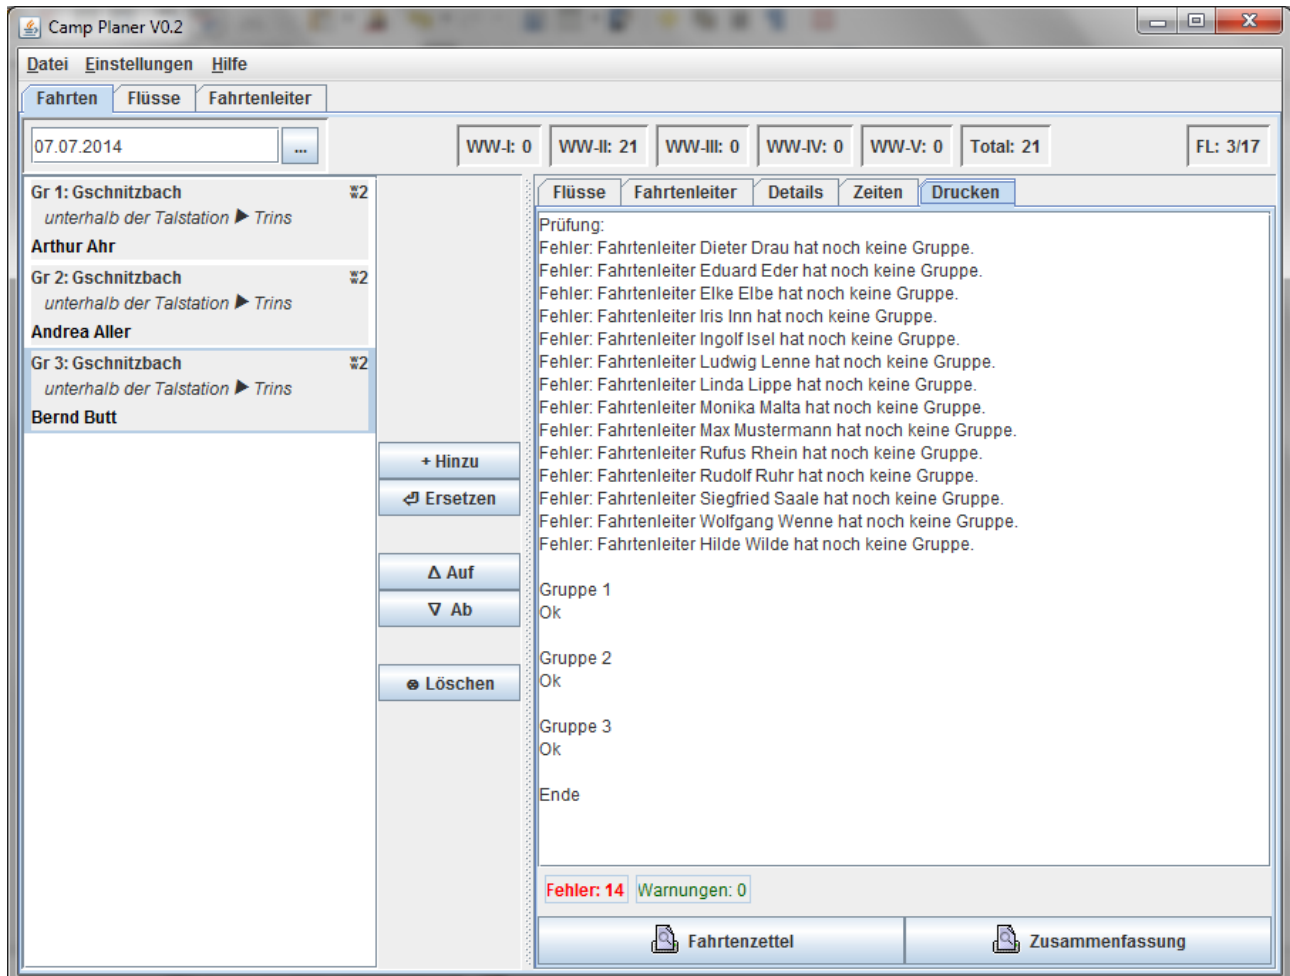 Camp Planer V0.2
Datei Einstellungen Hilfe
Fahrten Flüsse Fahrtenleiter
07.07.2014 ... WW-I: 0 WW-II: 21 WW-III: 0 WW-IV: 0 WW-V: 0 Total: 21 FL: 3/17
Gr 1: Gschnitzbach WW2
unterhalb der Talstation ▶ Trins
Arthur Ahr
Gr 2: Gschnitzbach WW2
unterhalb der Talstation ▶ Trins
Andrea Aller
Gr 3: Gschnitzbach WW2
unterhalb der Talstation ▶ Trins
Bernd Butt
+ Hinzu
Ersetzen
Δ Auf
∇ Ab
⊗ Löschen
Flüsse Fahrtenleiter Details Zeiten Drucken
Prüfung:
Fehler: Fahrtenleiter Dieter Drau hat noch keine Gruppe.
Fehler: Fahrtenleiter Eduard Eder hat noch keine Gruppe.
Fehler: Fahrtenleiter Elke Elbe hat noch keine Gruppe.
Fehler: Fahrtenleiter Iris Inn hat noch keine Gruppe.
Fehler: Fahrtenleiter Ingolf Isel hat noch keine Gruppe.
Fehler: Fahrtenleiter Ludwig Lenne hat noch keine Gruppe.
Fehler: Fahrtenleiter Linda Lippe hat noch keine Gruppe.
Fehler: Fahrtenleiter Monika Malta hat noch keine Gruppe.
Fehler: Fahrtenleiter Max Mustermann hat noch keine Gruppe.
Fehler: Fahrtenleiter Rufus Rhein hat noch keine Gruppe.
Fehler: Fahrtenleiter Rudolf Ruhr hat noch keine Gruppe.
Fehler: Fahrtenleiter Siegfried Saale hat noch keine Gruppe.
Fehler: Fahrtenleiter Wolfgang Wenne hat noch keine Gruppe.
Fehler: Fahrtenleiter Hilde Wilde hat noch keine Gruppe.
Gruppe 1
Ok
Gruppe 2
Ok
Gruppe 3
Ok
Ende
Fehler: 14 Warnungen: 0
Fahrtenzettel Zusammenfassung